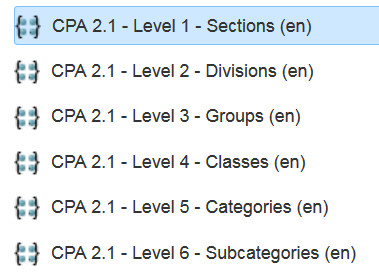 CPA 2.1 - Level 1 - Sections (en)
CPA 2.1 - Level 2 - Divisions (en)
CPA 2.1 - Level 3 - Groups (en)
CPA 2.1 - Level 4 - Classes (en)
CPA 2.1 - Level 5 - Categories (en)
CPA 2.1 - Level 6 - Subcategories (en)